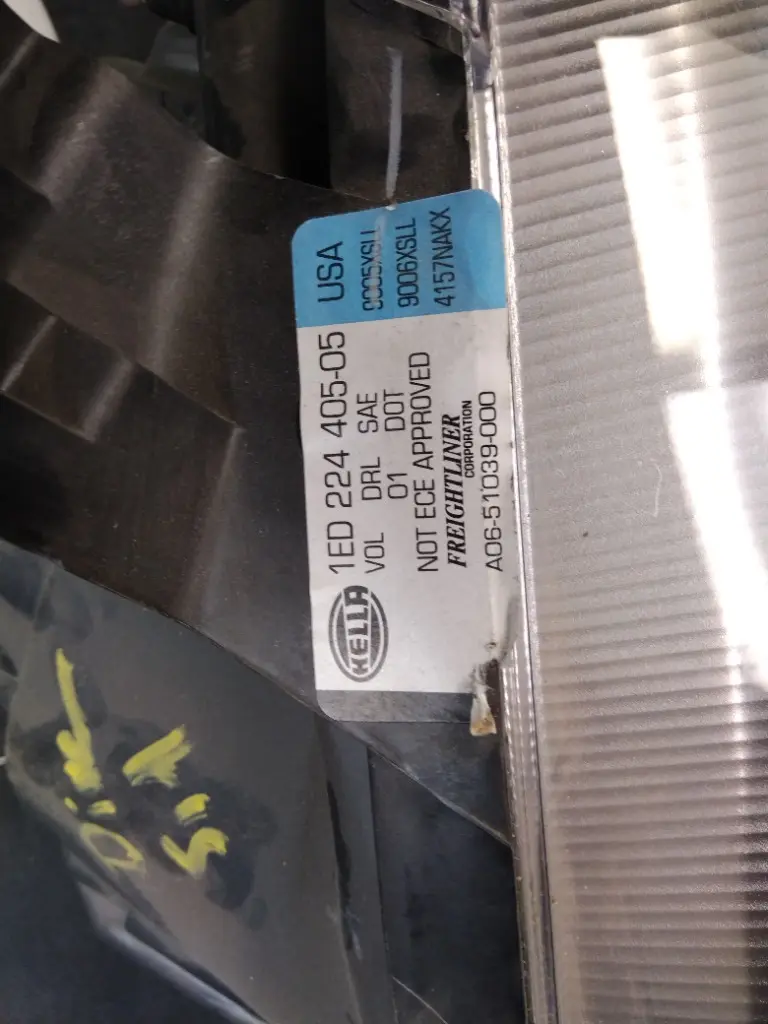 USA
9005XSLL
9006XSLL
4157NAKX
HELLA
1ED 224 405-05
VOL DRL SAE
01 DOT
NOT ECE APPROVED
FREIGHTLINER
CORPORATION
A06-51039-000